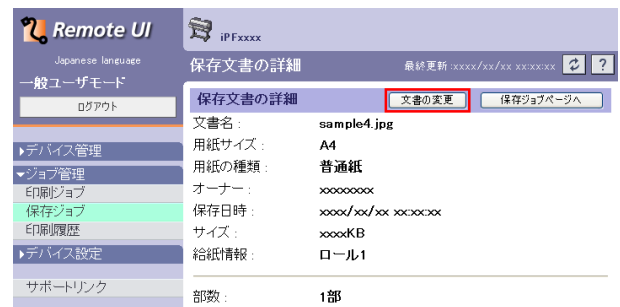 Remote UI
Japanese language
一般ユーザモード
ログアウト
▶デバイス管理
▼ジョブ管理
印刷ジョブ
保存ジョブ
印刷履歴
▶デバイス設定
サポートリンク
iPFxxxx
保存文書の詳細
最終更新:xxxx/xx/xx xx:xx:xx
?
保存文書の詳細
文書の変更
保存ジョブページへ
文書名 : sample4.jpg
用紙サイズ : A4
用紙の種類 : 普通紙
オーナー : xxxxxxxx
保存日時 : xxxx/xx/xx xx:xx:xx
サイズ : xxxxKB
給紙情報 : ロール1
部数 : 1部